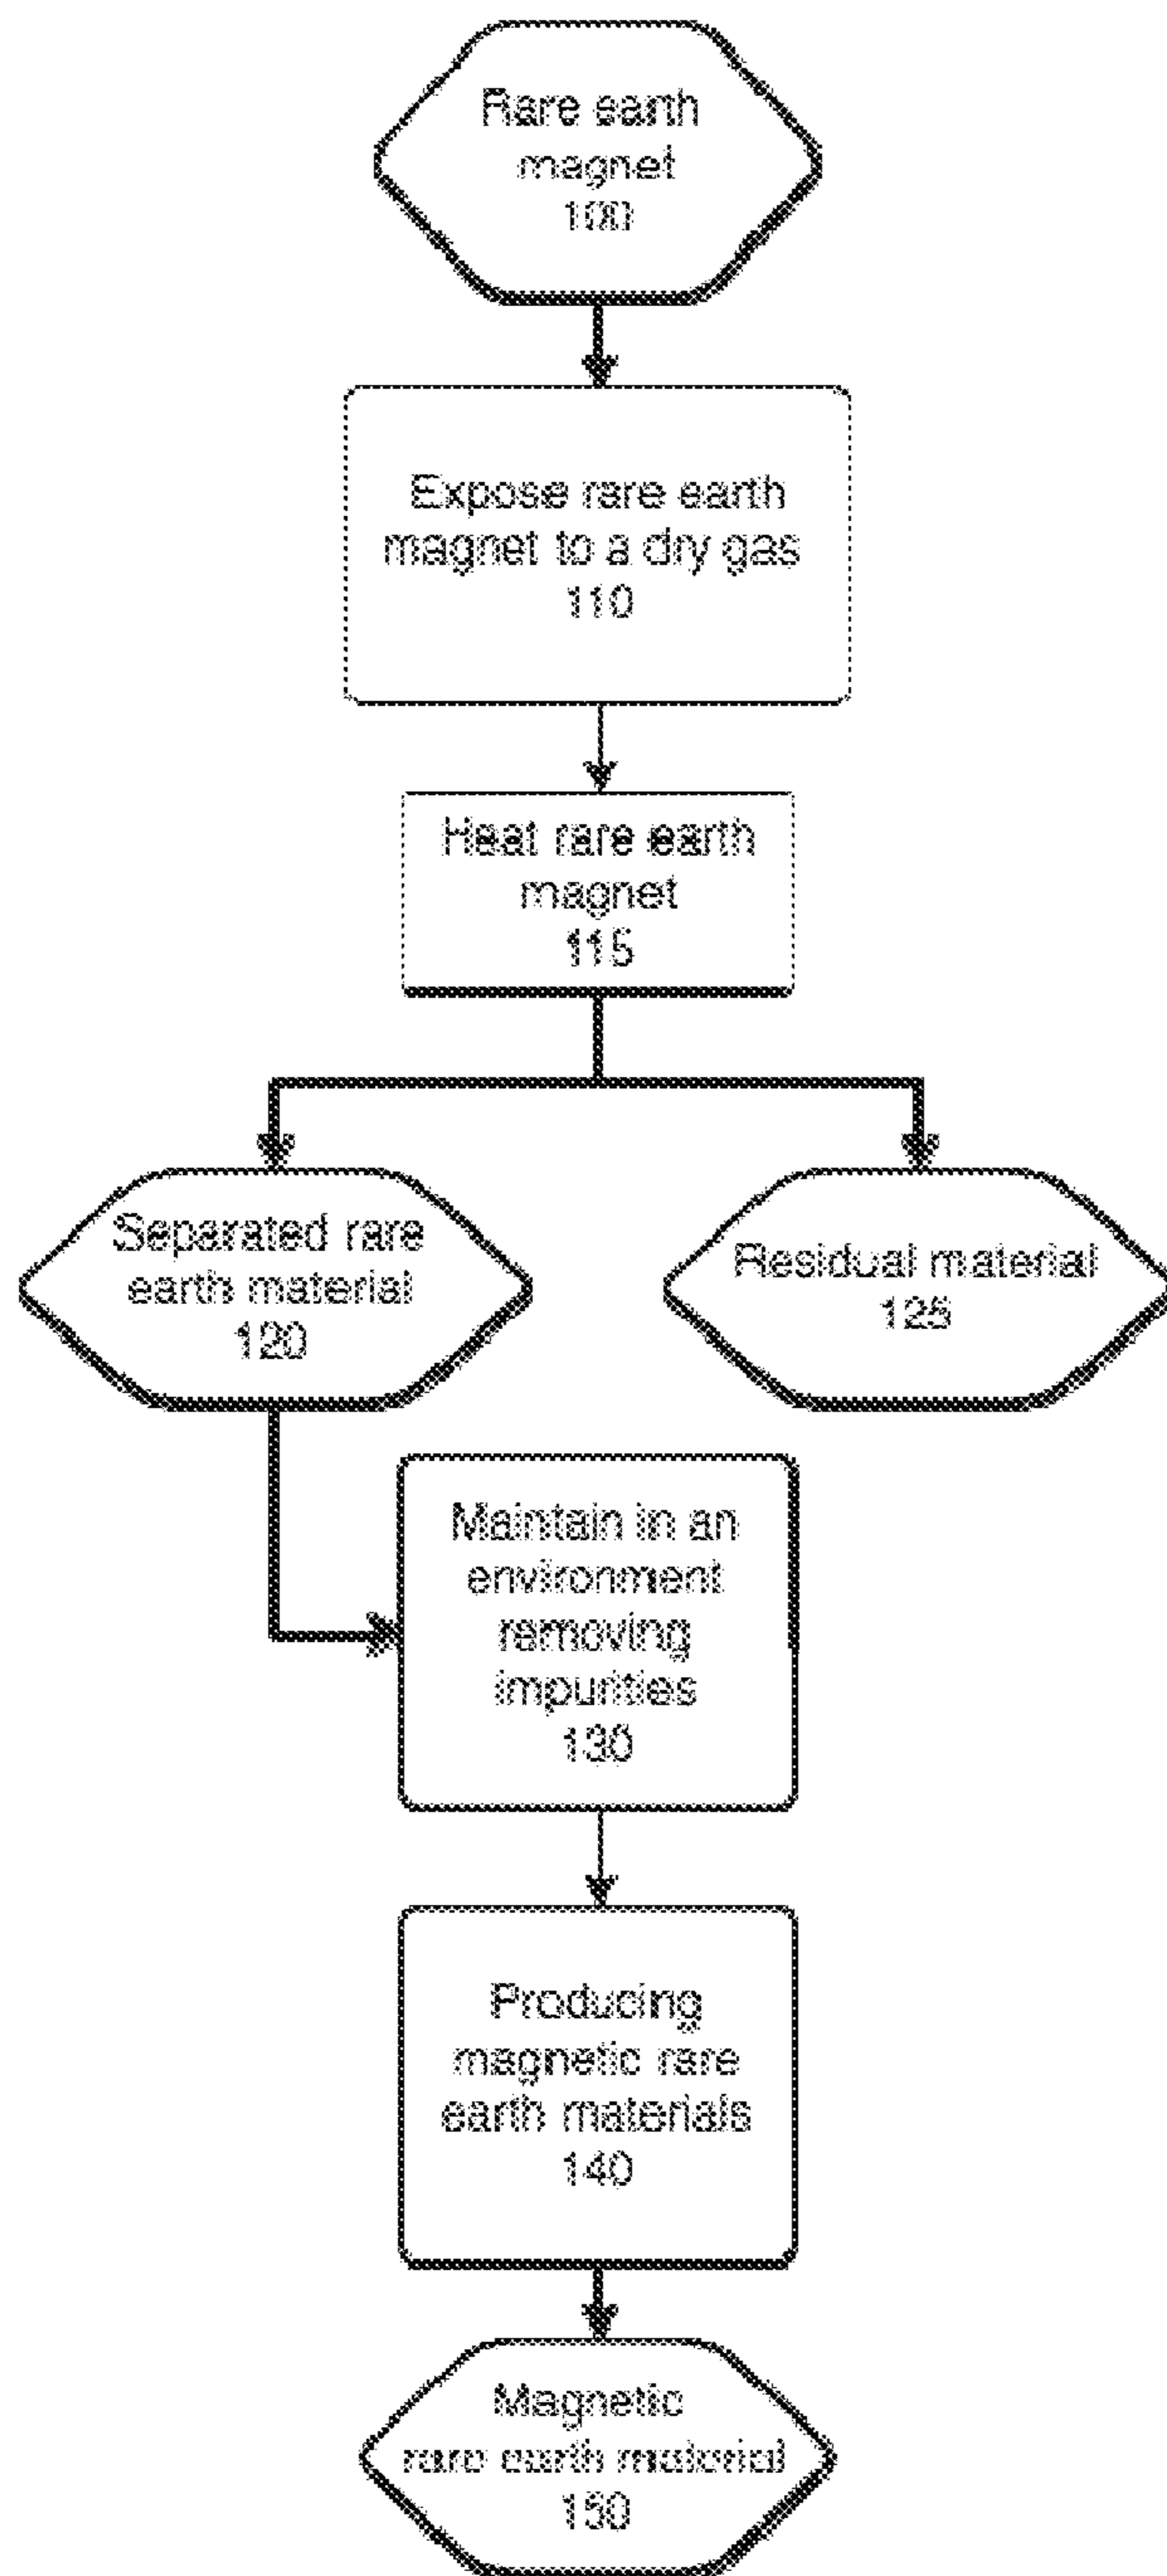 Rare earth
magnet
100
Expose rare earth
magnet to a dry gas
110
Heat rare earth
magnet
115
Separated rare
earth material
120
Residual material
125
Maintain in an
environment
removing
impurities
130
Producing
magnetic rare
earth materials
140
Magnetic
rare earth material
150